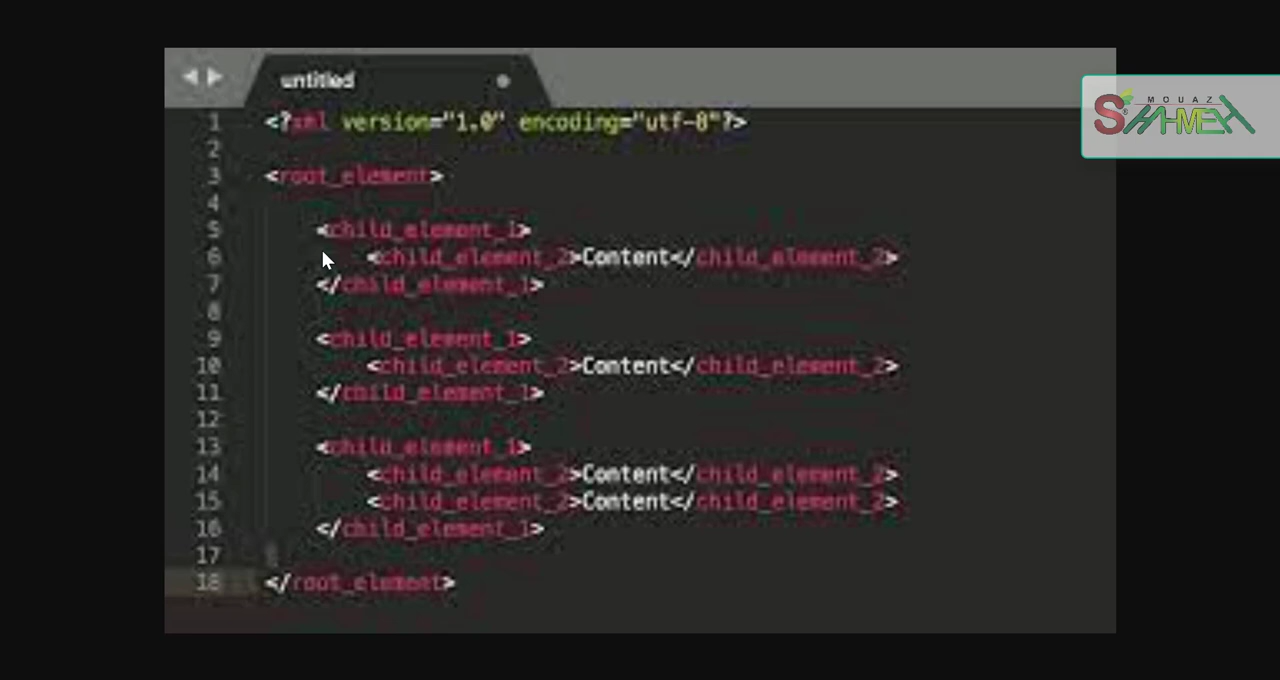 untitled
1 <?xml version="1.0" encoding="utf-8"?>
2
3 <root_element>
4
5 <child_element_1>
6 <child_element_2>Content</child_element_2>
7 </child_element_1>
8
9 <child_element_1>
10 <child_element_2>Content</child_element_2>
11 </child_element_1>
12
13 <child_element_1>
14 <child_element_2>Content</child_element_2>
15 <child_element_2>Content</child_element_2>
16 </child_element_1>
17
18 </root_element>
MOUAZ